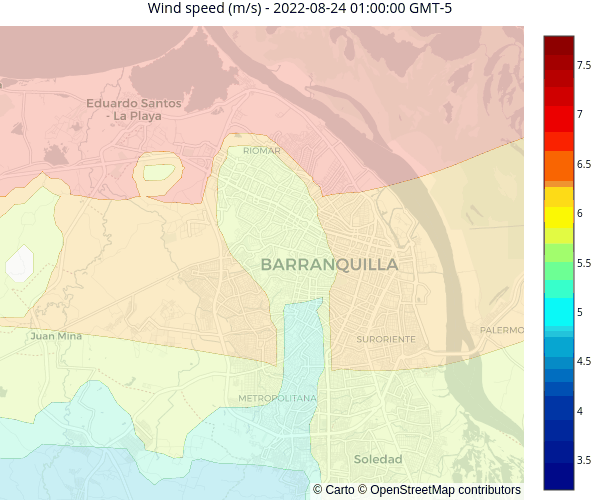 Wind speed (m/s) - 2022-08-24 01:00:00 GMT-5
Eduardo Santos
- La Playa
RIOMAR
BARRANQUILLA
Juan Mina
SURORIENTE
PALERMO
METROPOLITANA
Soledad
© Carto © OpenStreetMap contributors
7.5
7
6.5
6
5.5
5
4.5
4
3.5